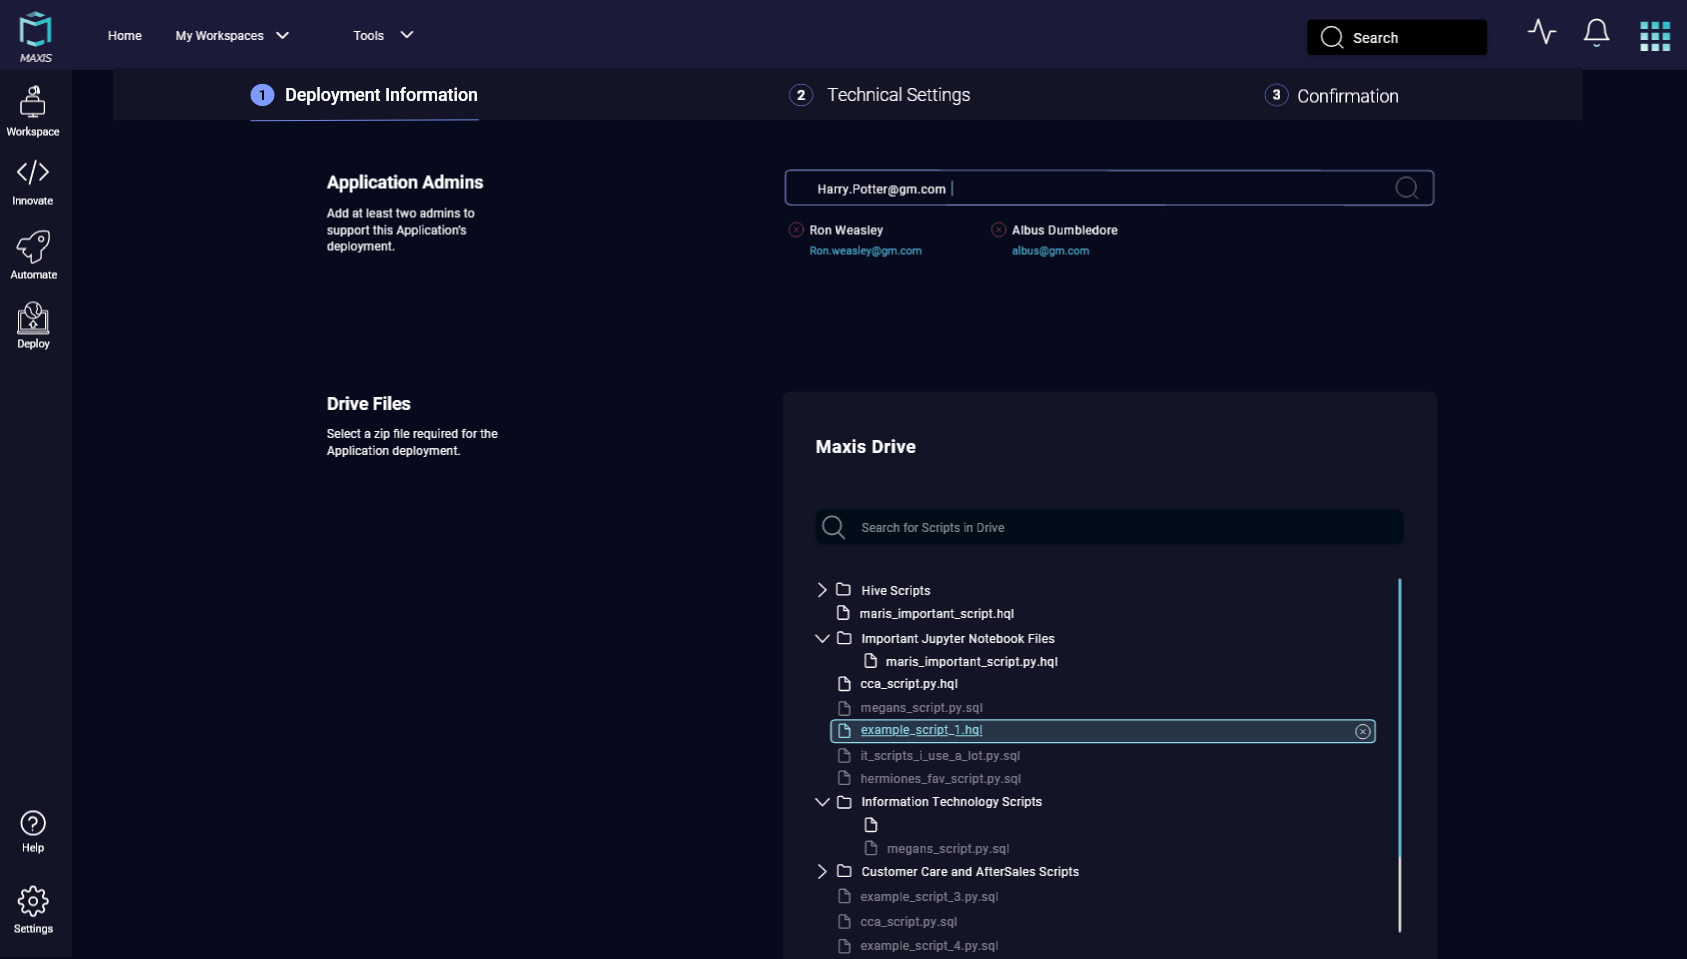 MAXIS
Home
My Workspaces
Tools
Search
Workspace
Innovate
Automate
Deploy
Help
Settings
1 Deployment Information
2 Technical Settings
3 Confirmation
Application Admins
Add at least two admins to
support this Application's
deployment.
Harry.Potter@gm.com
Ron Weasley
Ron.weasley@gm.com
Albus Dumbledore
albus@gm.com
Drive Files
Select a zip file required for the
Application deployment.
Maxis Drive
Search for Scripts in Drive
Hive Scripts
maris_important_script.hql
Important Jupyter Notebook Files
maris_important_script.py.hql
cca_script.py.hql
megans_script.py.sql
example_script_1.hql
it_scripts_i_use_a_lot.py.sql
hermiones_fav_script.py.sql
Information Technology Scripts
megans_script.py.sql
Customer Care and AfterSales Scripts
example_script_3.py.sql
cca_script.py.sql
example_script_4.py.sql